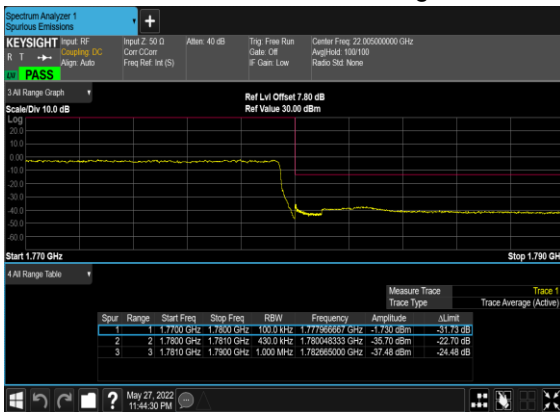 Spectrum Analyzer 1
Spurious Emissions
KEYSIGHT
R T
LV PASS
Input: RF
Coupling: DC
Align: Auto
Input Z: 50 Ω
Corr CCorr
Freq Ref: Int (S)
Atten: 40 dB
Trig: Free Run
Gate: Off
IF Gain: Low
Center Freq: 22.005000000 GHz
Avg|Hold: 100/100
Radio Std: None
3 All Range Graph
Scale/Div 10.0 dB
Ref Lvl Offset 7.80 dB
Ref Value 30.00 dBm
Log
20.0
10.0
0.00
-10.0
-20.0
-30.0
-40.0
-50.0
-60.0
Start 1.770 GHz
Stop 1.790 GH
4 All Range Table
Measure Trace Trace 1
Trace Type Trace Average (Active)
Spur Range Start Freq Stop Freq RBW Frequency Amplitude ΔLimit
1 1 1.7700 GHz 1.7800 GHz 100.0 kHz 1.777966667 GHz -1.730 dBm -31.73 dB
2 2 1.7800 GHz 1.7810 GHz 430.0 kHz 1.780048333 GHz -35.70 dBm -22.70 dB
3 3 1.7810 GHz 1.7900 GHz 1.000 MHz 1.782665000 GHz -37.48 dBm -24.48 dB
?
May 27, 2022
11:44:30 PM